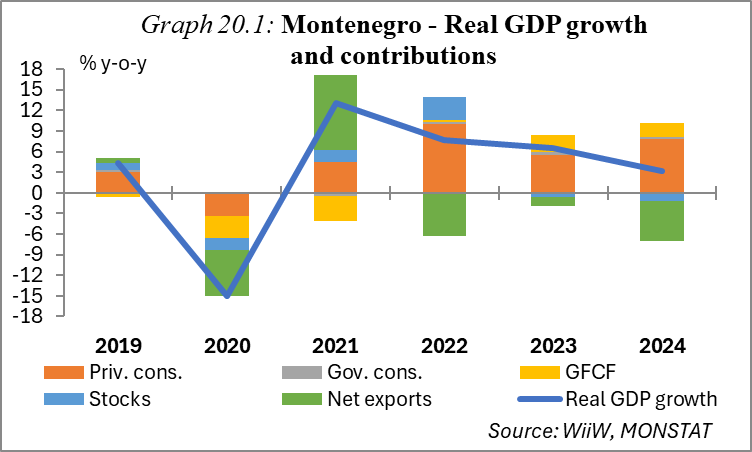 Graph 20.1: Montenegro - Real GDP growth
and contributions
% y-o-y
18
15
12
9
6
3
0
-3
-6
-9
-12
-15
-18
2019 2020 2021 2022 2023 2024
Priv. cons. Gov. cons. GFCF
Stocks Net exports Real GDP growth
Source: WiiW, MONSTAT